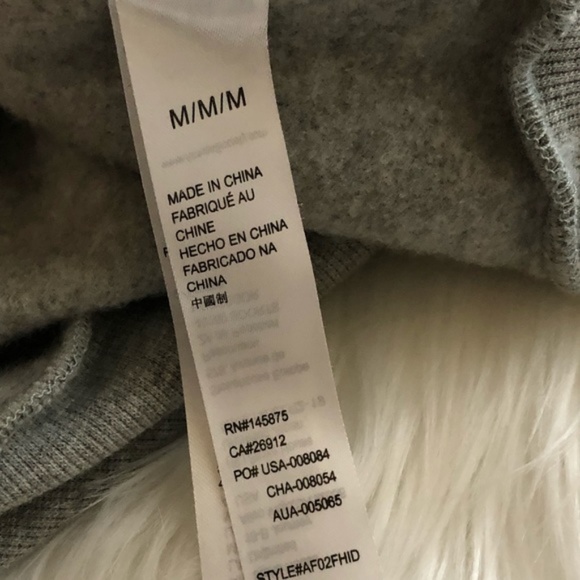 M/M/M
MADE IN CHINA
FABRIQUÉ AU
CHINE
HECHO EN CHINA
FABRICADO NA
CHINA
中國制
RN#145875
CA#26912
PO# USA-008084
CHA-008054
AUA-005065
STYLE#AF02FHID